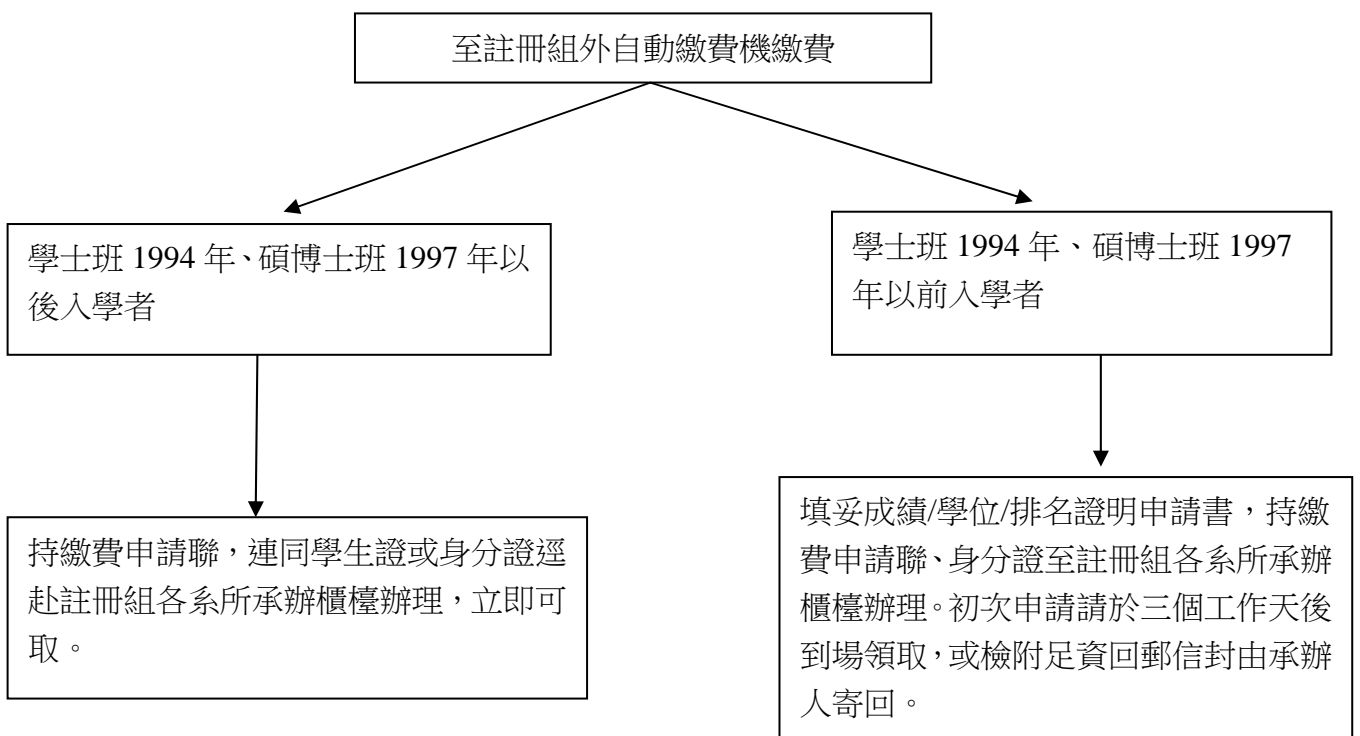 至註冊組外自動繳費機繳費
學士班 1994 年、碩博士班 1997 年以
後入學者
學士班 1994 年、碩博士班 1997
年以前入學者
持繳費申請聯，連同學生證或身分證逕
赴註冊組各系所承辦櫃檯辦理，立即可
取。
填妥成績/學位/排名證明申請書，持繳
費申請聯、身分證至註冊組各系所承辦
櫃檯辦理。初次申請請於三個工作天後
到場領取，或檢附足資回郵信封由承辦
人寄回。